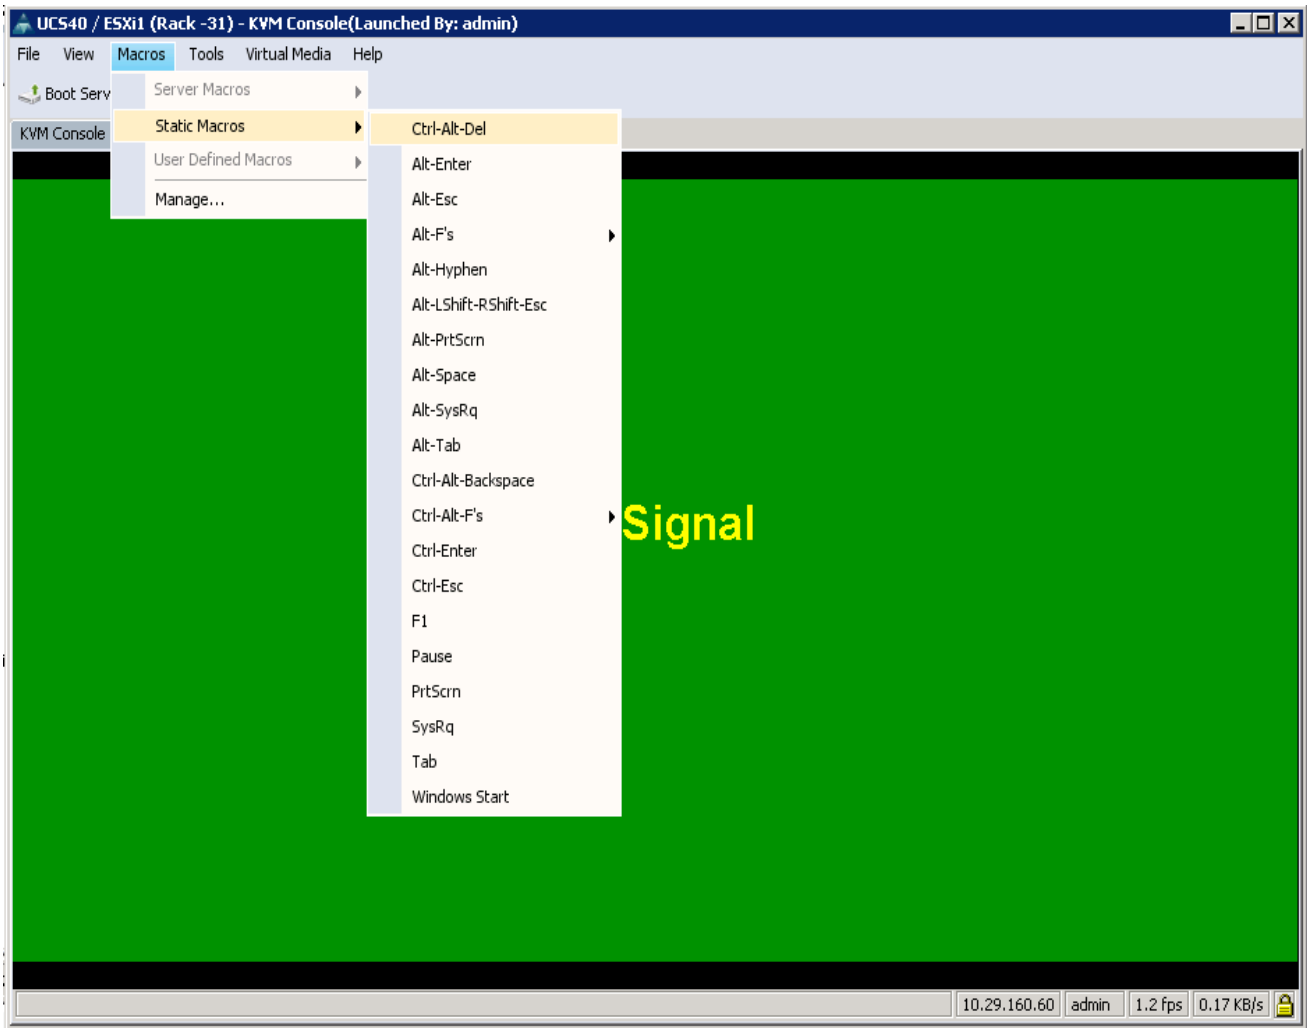 UCS40 / ESXi1 (Rack -31) - KVM Console(Launched By: admin)
File View Macros Tools Virtual Media Help
Boot Serv
Server Macros
KVM Console
Static Macros
User Defined Macros
Manage...
Ctrl-Alt-Del
Alt-Enter
Alt-Esc
Alt-F's
Alt-Hyphen
Alt-LShift-RShift-Esc
Alt-PrtScrn
Alt-Space
Alt-SysRq
Alt-Tab
Ctrl-Alt-Backspace
Ctrl-Alt-F's
Ctrl-Enter
Ctrl-Esc
F1
Pause
PrtScrn
SysRq
Tab
Windows Start
Signal
10.29.160.60 admin 1.2 fps 0.17 KB/s